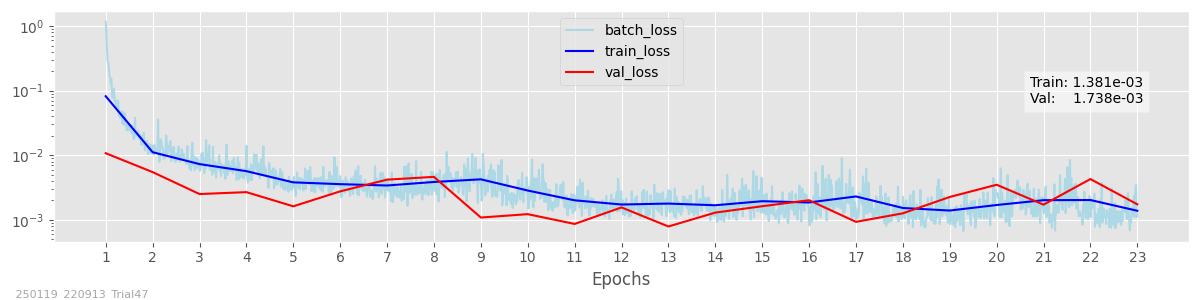 10⁰
10⁻¹
10⁻²
10⁻³
batch_loss
train_loss
val_loss
Train: 1.381e-03
Val: 1.738e-03
1 2 3 4 5 6 7 8 9 10 11 12 13 14 15 16 17 18 19 20 21 22 23
Epochs
250119_220913_Trial47